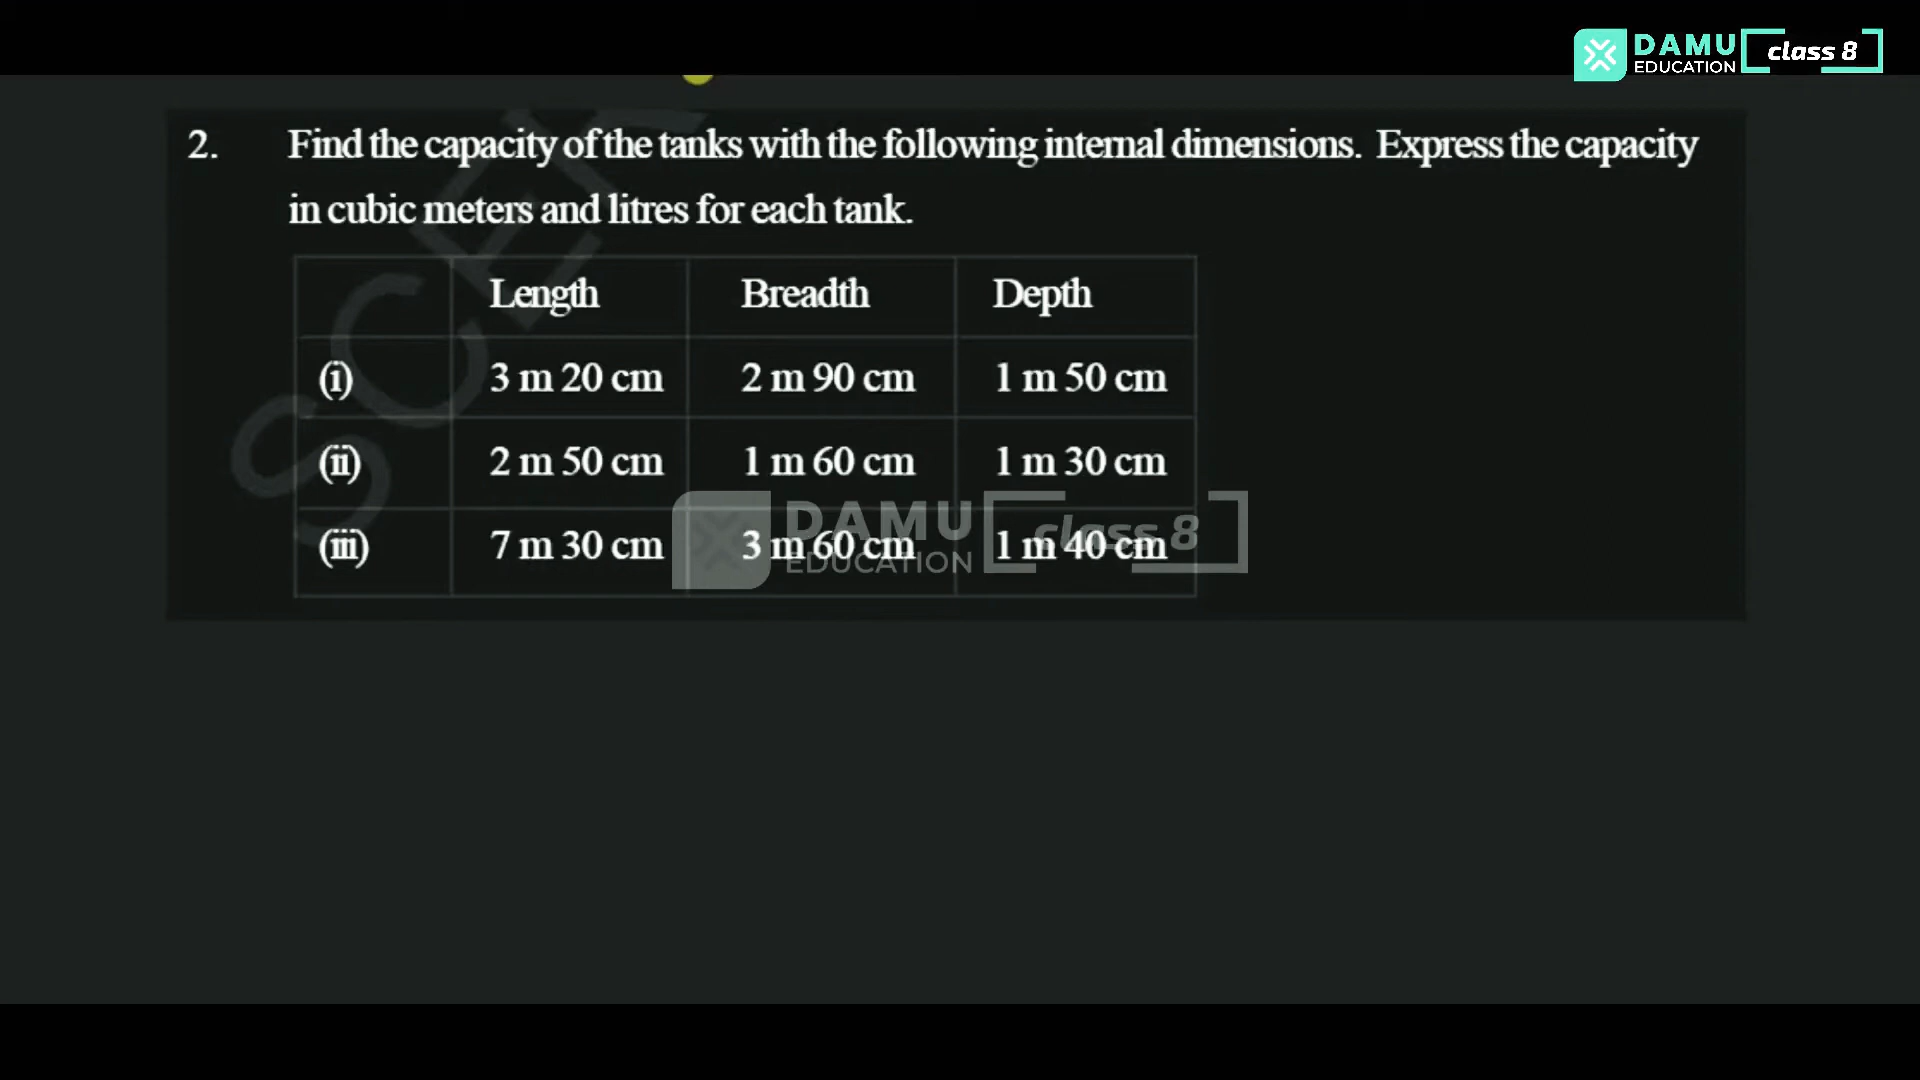 DAMU
EDUCATION
class 8
2. Find the capacity of the tanks with the following internal dimensions. Express the capacity
in cubic meters and litres for each tank.
Length Breadth Depth
(i) 3 m 20 cm 2 m 90 cm 1 m 50 cm
(ii) 2 m 50 cm 1 m 60 cm 1 m 30 cm
(iii) 7 m 30 cm 3 m 60 cm 1 m 40 cm
DAMU
EDUCATION
class 8